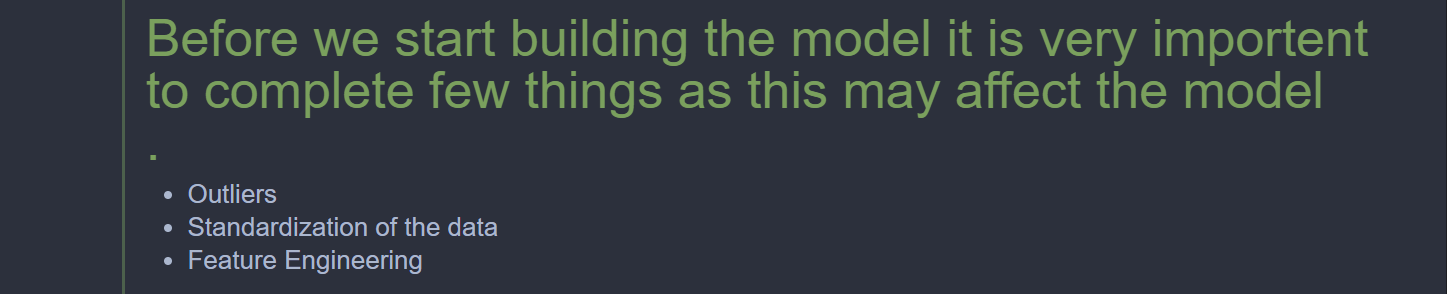 Before we start building the model it is very importent
to complete few things as this may affect the model
.
Outliers
Standardization of the data
Feature Engineering